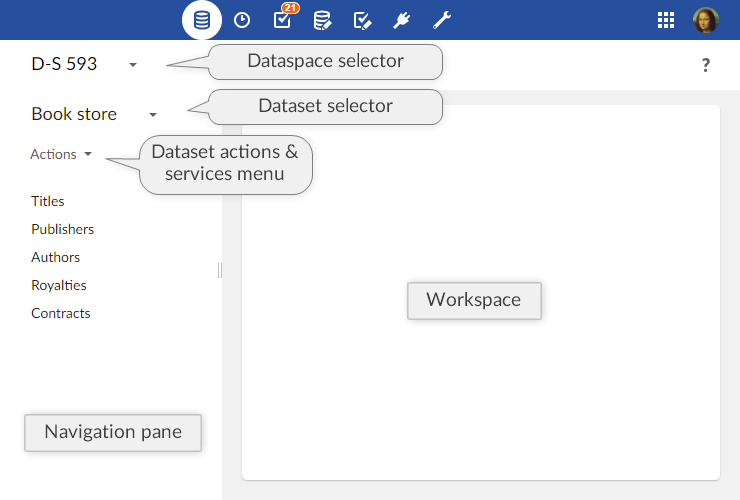 21
D-S 593
Dataspace selector
?
Book store
Dataset selector
Actions
Dataset actions &
services menu
Titles
Publishers
Authors
Royalties
Contracts
Workspace
Navigation pane